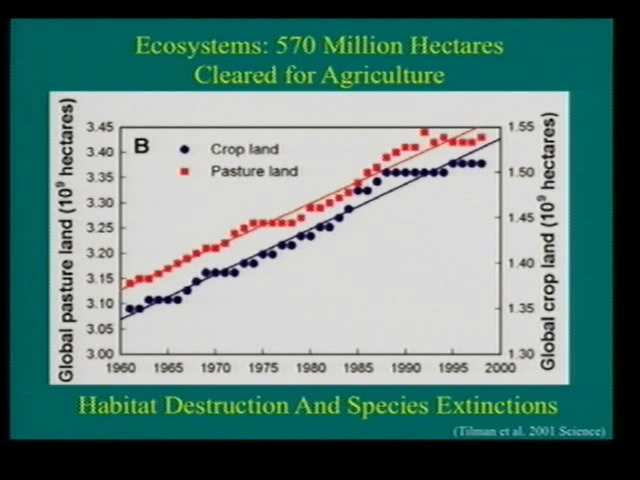 Ecosystems: 570 Million Hectares
Cleared for Agriculture
Global pasture land (10⁹ hectares)
3.45
3.40
3.35
3.30
3.25
3.20
3.15
3.10
3.05
3.00
B
Crop land
Pasture land
1.55
1.50
1.45
1.40
1.35
1.30
Global crop land (10⁹ hectares)
1960 1965 1970 1975 1980 1985 1990 1995 2000
Habitat Destruction And Species Extinctions
(Tilman et al. 2001 Science)